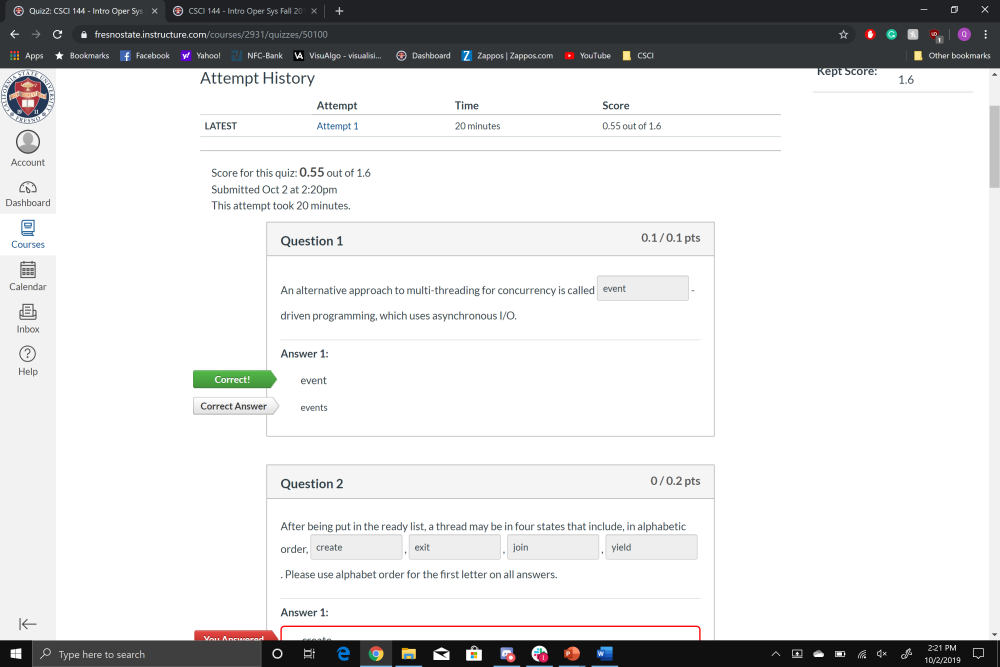 Quiz2: CSCI 144 - Intro Oper Sys
CSCI 144 - Intro Oper Sys Fall 20
fresnostate.instructure.com/courses/2931/quizzes/50100
Apps
Bookmarks
Facebook
Yahoo!
NFC-Bank
VisuAlgo - visualisi...
Dashboard
Zappos | Zappos.com
YouTube
CSCI
Other bookmarks
Account
Dashboard
Courses
Calendar
Inbox
Help
Attempt History
Kept Score:
1.6
Attempt Time Score
LATEST Attempt 1 20 minutes 0.55 out of 1.6
Score for this quiz: 0.55 out of 1.6
Submitted Oct 2 at 2:20pm
This attempt took 20 minutes.
Question 1 0.1 / 0.1 pts
An alternative approach to multi-threading for concurrency is called event -
driven programming, which uses asynchronous I/O.
Answer 1:
Correct! event
Correct Answer events
Question 2 0 / 0.2 pts
After being put in the ready list, a thread may be in four states that include, in alphabetic
order, create , exit , join , yield
. Please use alphabet order for the first letter on all answers.
Answer 1:
You Answered create
Type here to search
2:21 PM
10/2/2019